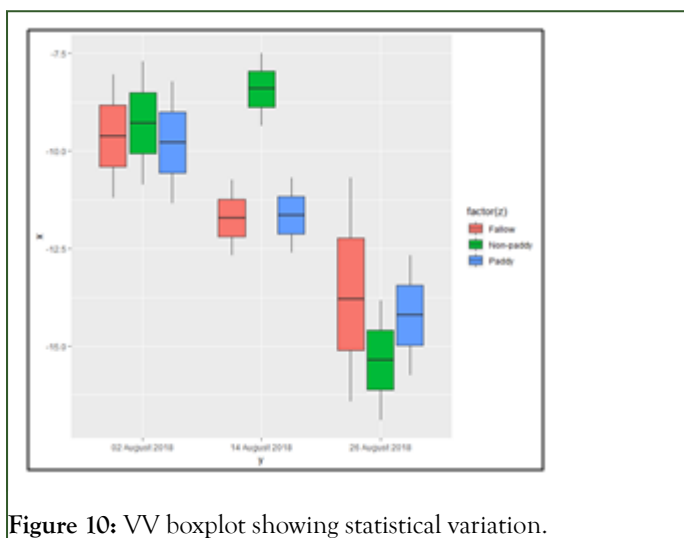 -7.5
-10.0
-12.5
-15.0
x
02 August 2018
14 August 2018
26 August 2018
y
factor(z)
Fallow
Non-paddy
Paddy
Figure 10: VV boxplot showing statistical variation.